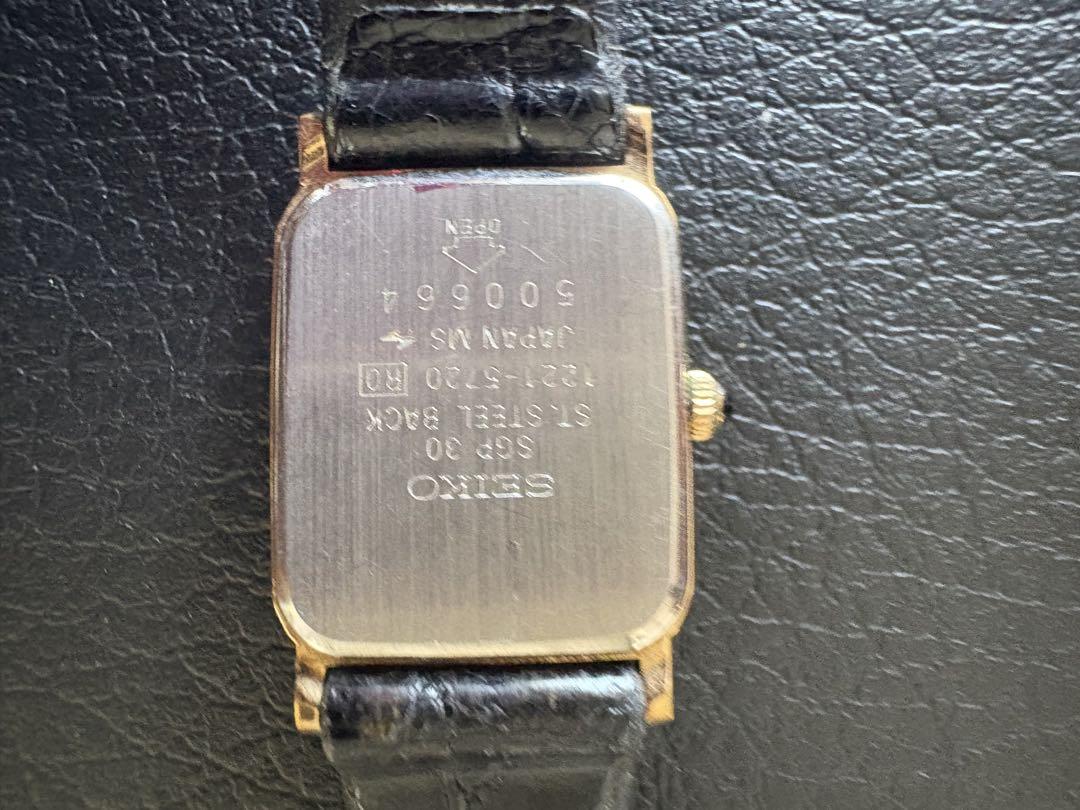 SEIKO
SGP 30
ST. STEEL BACK
1221-5720 R0
JAPAN MS
500664
OPEN